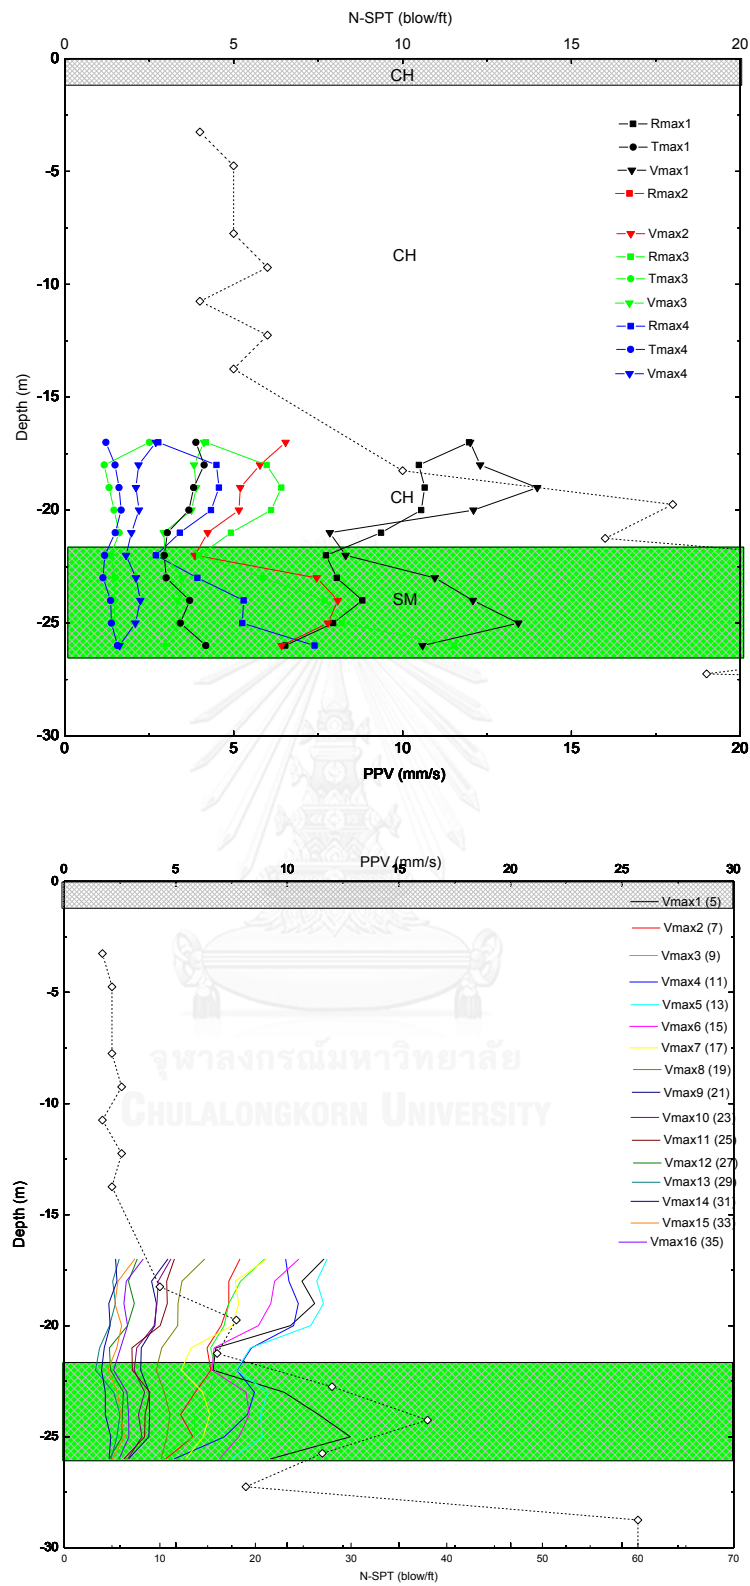 N-SPT (blow/ft)
0 5 10 15 20
0
CH
Rmax1
Tmax1
-5
Vmax1
Rmax2
Vmax2
CH
Rmax3
-10
Tmax3
Vmax3
Rmax4
Tmax4
Vmax4
-15
Depth (m)
CH
-20
SM
-25
-30
0 5 10 15 20
PPV (mm/s)
PPV (mm/s)
0 5 10 15 20 25 30
0
Vmax1 (5)
Vmax2 (7)
Vmax3 (9)
Vmax4 (11)
-5
Vmax5 (13)
Vmax6 (15)
จุฬาลงกรณ์มหาวิทยาลัย
Vmax7 (17)
Vmax8 (19)
Vmax9 (21)
-10
CHULALONGKORN UNIVERSITY
Vmax10 (23)
Vmax11 (25)
Vmax12 (27)
Vmax13 (29)
Vmax14 (31)
-15
Vmax15 (33)
Vmax16 (35)
Depth (m)
-20
-25
-30
0 10 20 30 40 50 60 70
N-SPT (blow/ft)